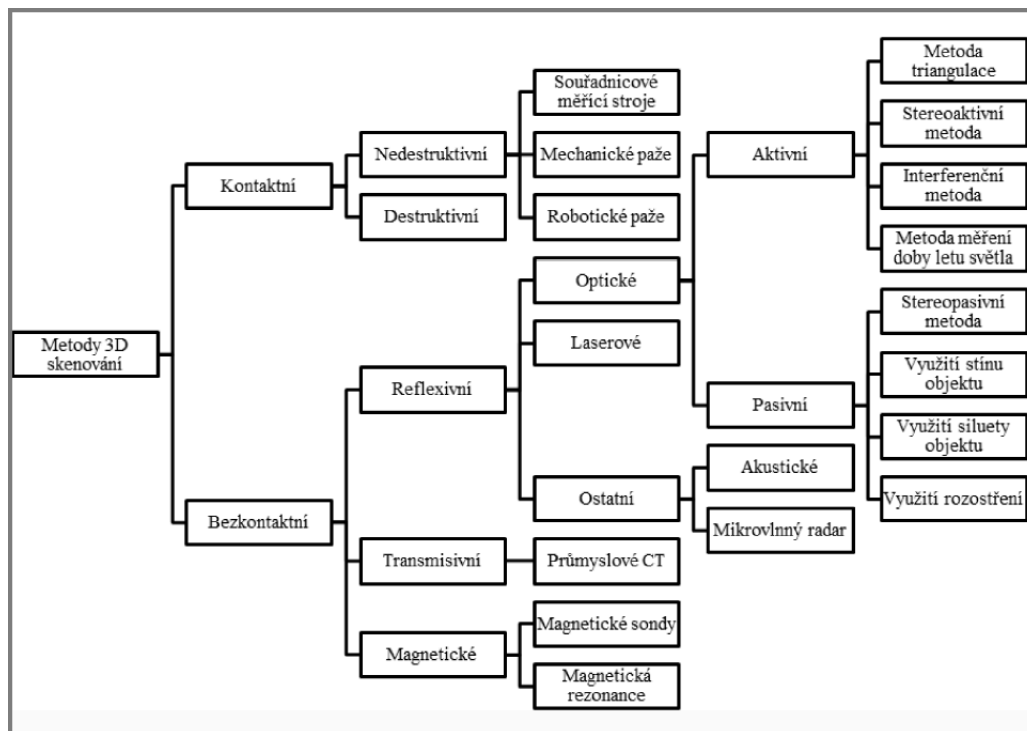 Metody 3D
skenování
Kontaktní
Bezkontaktní
Nedestruktivní
Destruktivní
Reflexivní
Transmisivní
Magnetické
Souřadnicové
měřící stroje
Mechanické paže
Robotické paže
Optické
Laserové
Ostatní
Průmyslové CT
Magnetické sondy
Magnetická
rezonance
Aktivní
Pasivní
Akustické
Mikrovlnný radar
Metoda
triangulace
Stereoaktivní
metoda
Interferenční
metoda
Metoda měření
doby letu světla
Stereopasivní
metoda
Využití stínu
objektu
Využití siluety
objektu
Využití rozostření